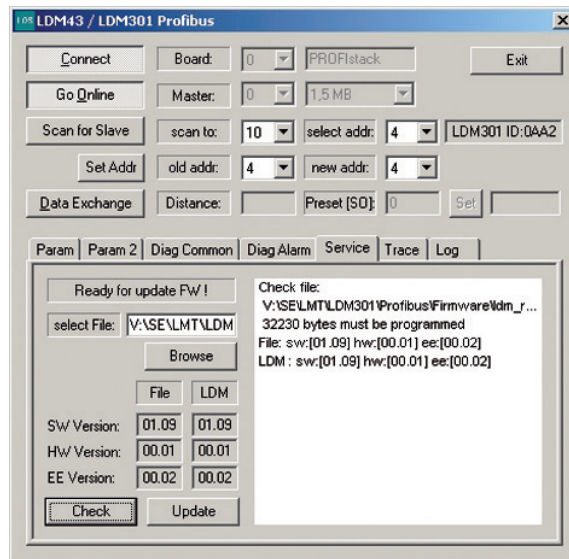 LDM43 / LDM301 Profibus
Connect Board: 0 PROFIstack Exit
Go Online Master: 0 1,5 MB
Scan for Slave scan to: 10 select addr: 4 LDM301 ID:0AA2
Set Addr old addr: 4 new addr: 4
Data Exchange Distance: Preset [SO]: 0 Set
Param Param 2 Diag Common Diag Alarm Service Trace Log
Ready for update FW !
select File: V:\SE\LMT\LDM
Browse
File LDM
SW Version: 01.09 01.09
HW Version: 00.01 00.01
EE Version: 00.02 00.02
Check Update
Check file:
V:\SE\LMT\LDM301\Profibus\Firmware\ldm_r...
32230 bytes must be programmed
File: sw:[01.09] hw:[00.01] ee:[00.02]
LDM : sw:[01.09] hw:[00.01] ee:[00.02]